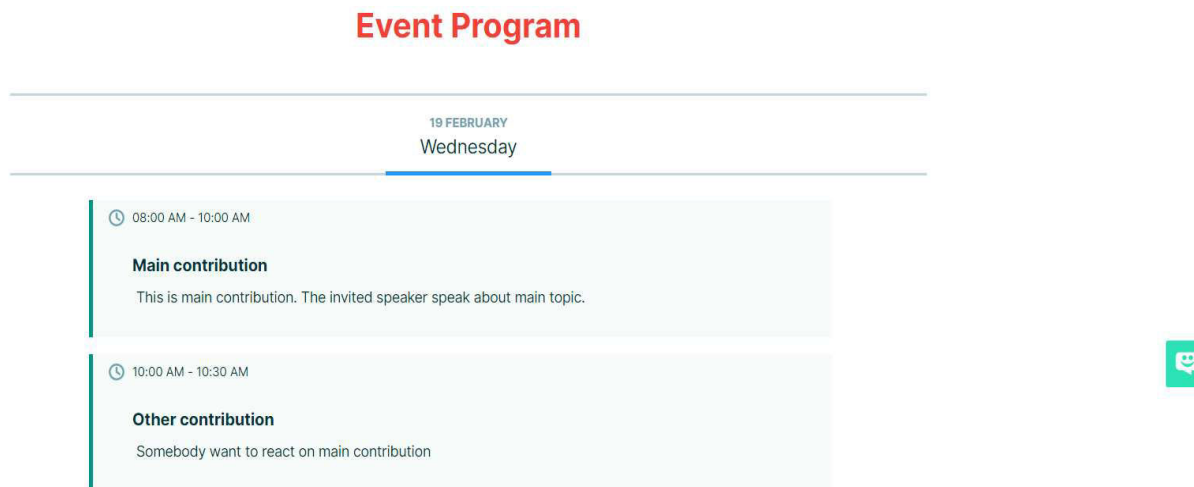 Event Program
19 FEBRUARY
Wednesday
08:00 AM - 10:00 AM
Main contribution
This is main contribution. The invited speaker speak about main topic.
10:00 AM - 10:30 AM
Other contribution
Somebody want to react on main contribution